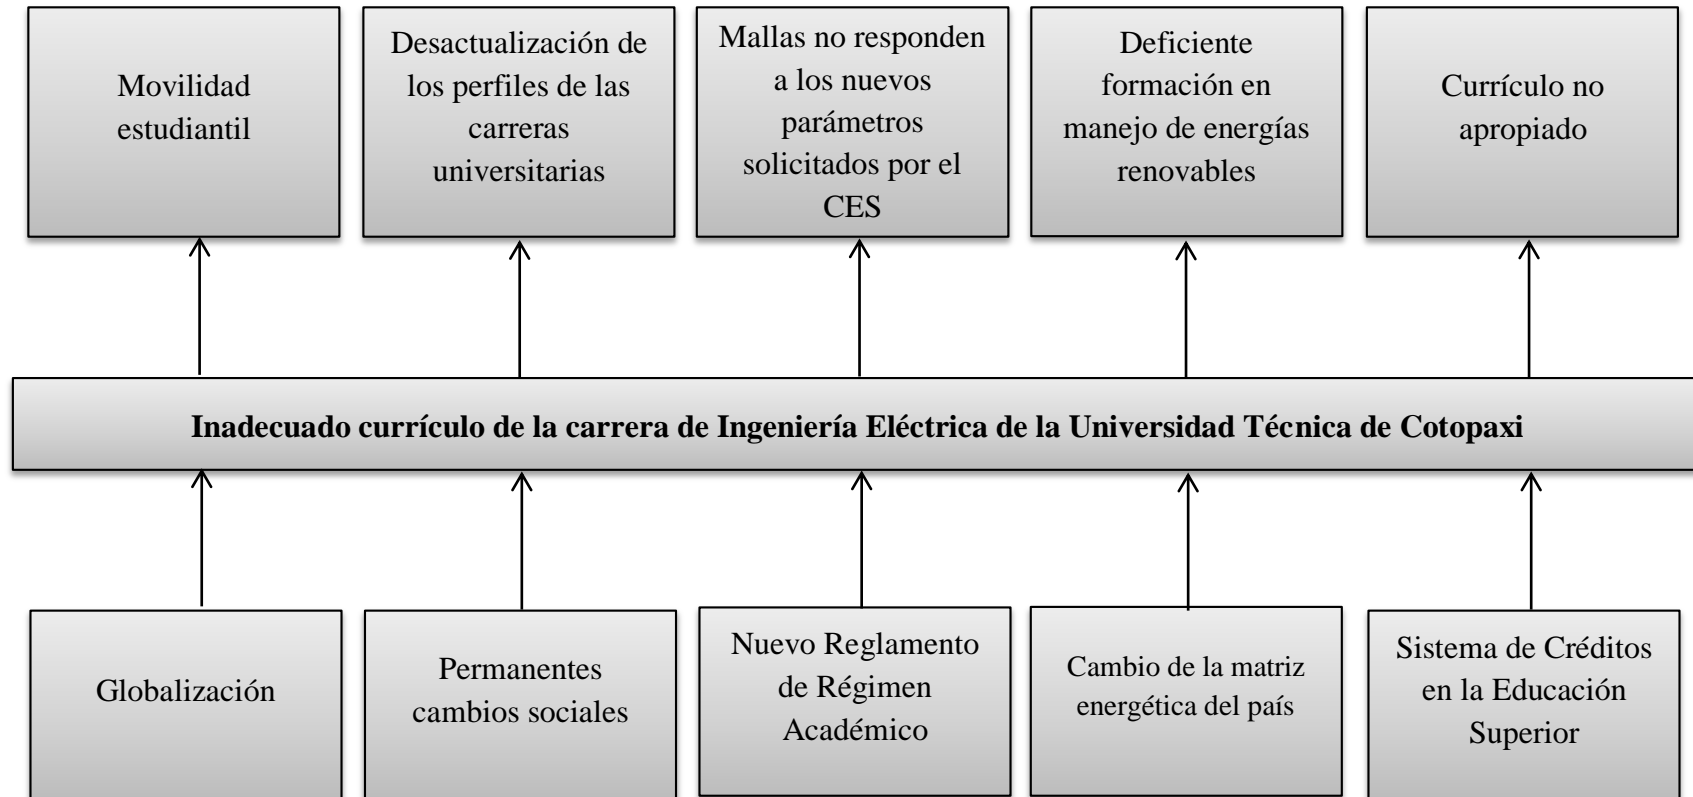 Movilidad
estudiantil
Desactualización de
los perfiles de las
carreras
universitarias
Mallas no responden
a los nuevos
parámetros
solicitados por el
CES
Deficiente
formación en
manejo de energías
renovables
Currículo no
apropiado
Inadecuado currículo de la carrera de Ingeniería Eléctrica de la Universidad Técnica de Cotopaxi
Globalización
Permanentes
cambios sociales
Nuevo Reglamento
de Régimen
Académico
Cambio de la matriz
energética del país
Sistema de Créditos
en la Educación
Superior